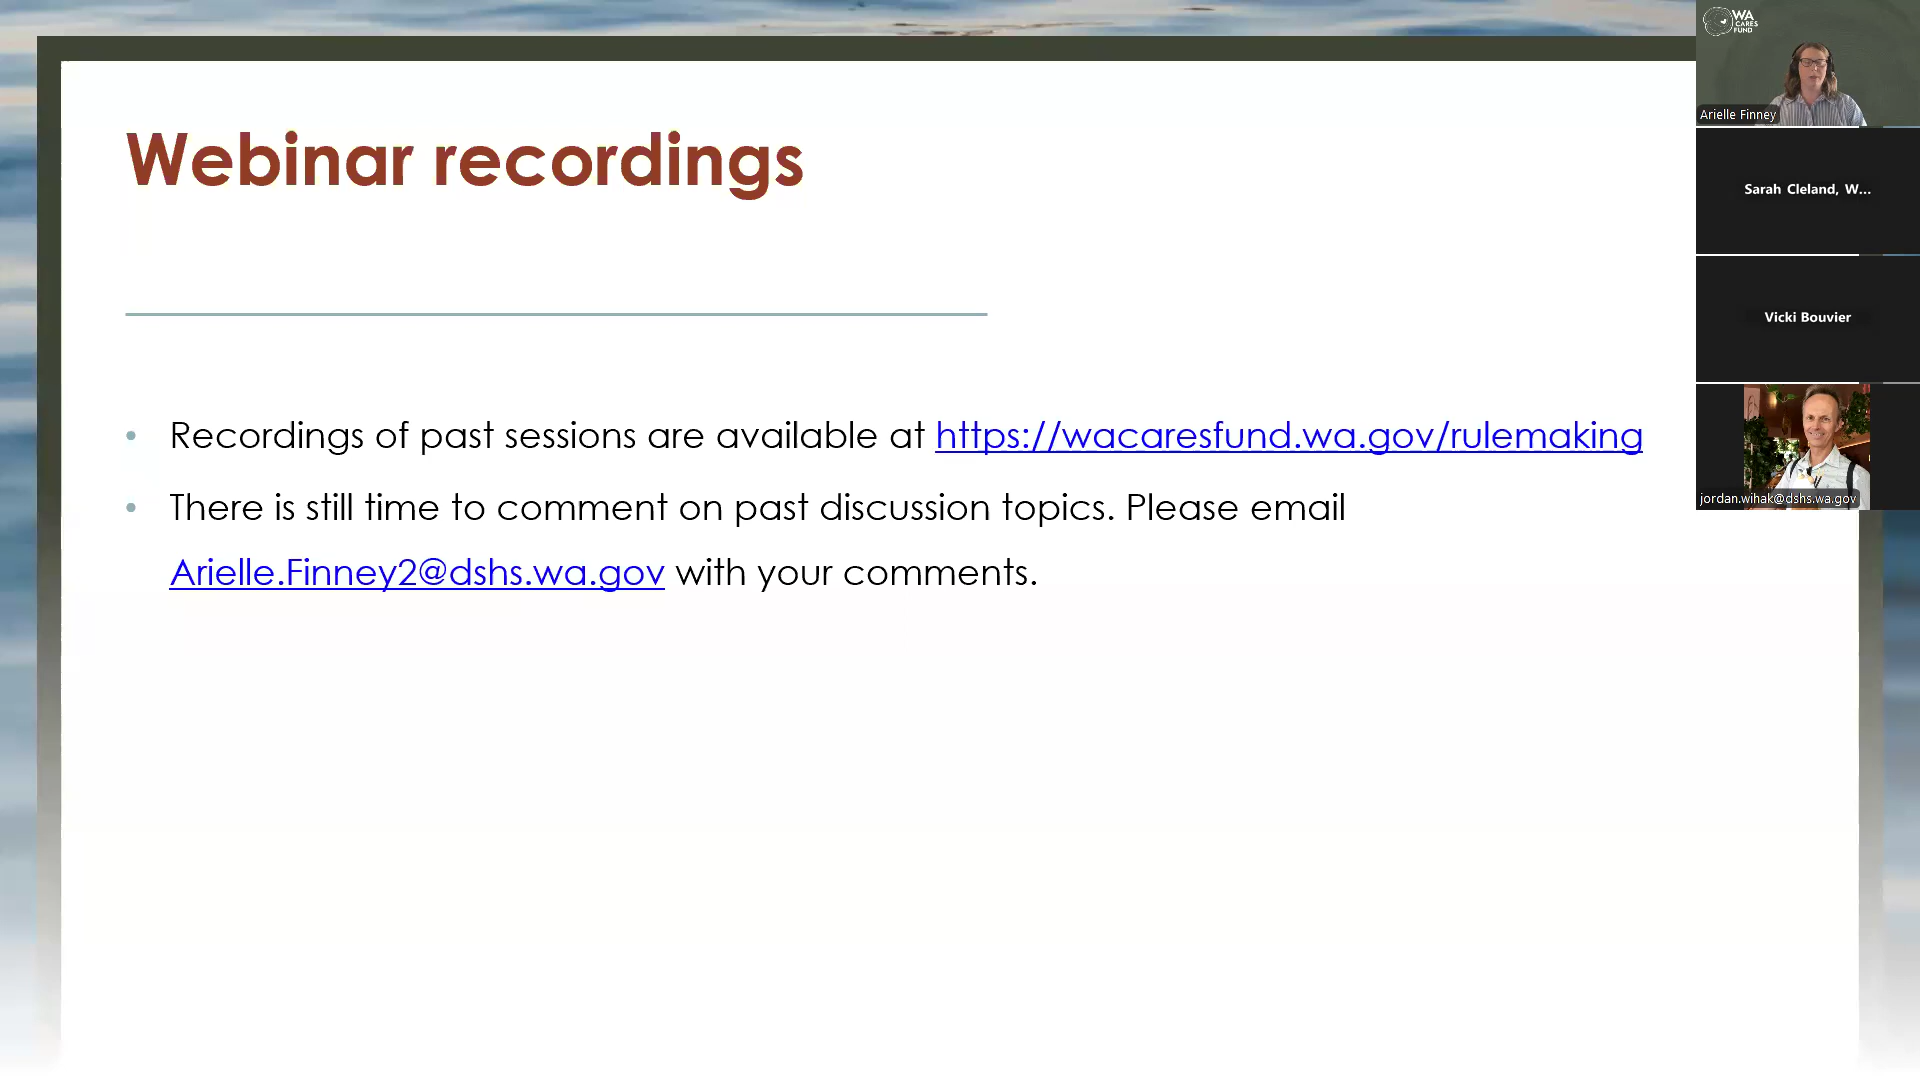 Webinar recordings
• Recordings of past sessions are available at https://wacaresfund.wa.gov/rulemaking
• There is still time to comment on past discussion topics. Please email
Arielle.Finney2@dshs.wa.gov with your comments.
WA
CARES
FUND
Arielle Finney
Sarah Cleland, W...
Vicki Bouvier
jordan.wihak@dshs.wa.gov